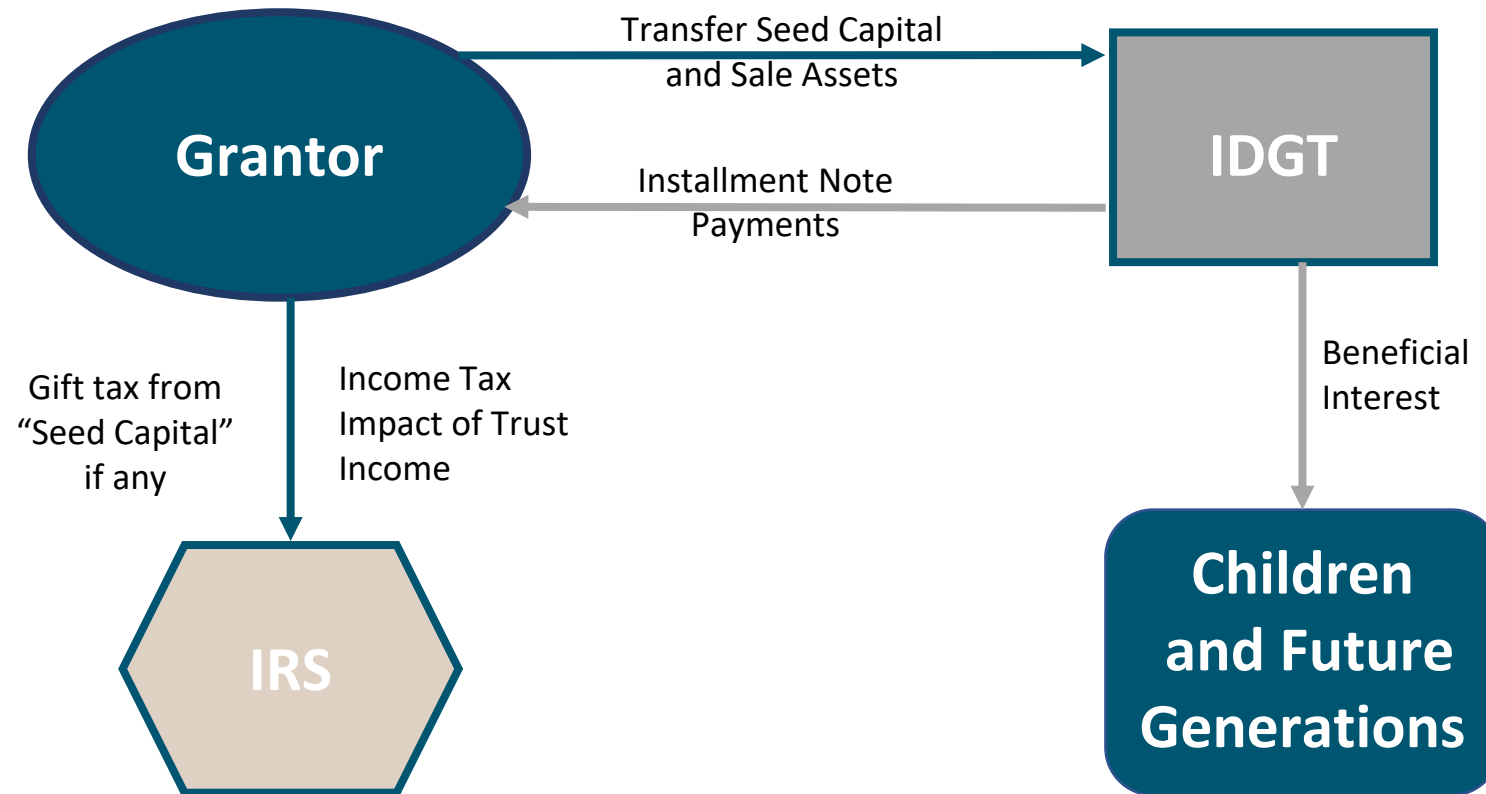 Transfer Seed Capital
and Sale Assets
Grantor
IDGT
Installment Note
Payments
Gift tax from
“Seed Capital”
if any
Income Tax
Impact of Trust
Income
Beneficial
Interest
IRS
Children
and Future
Generations